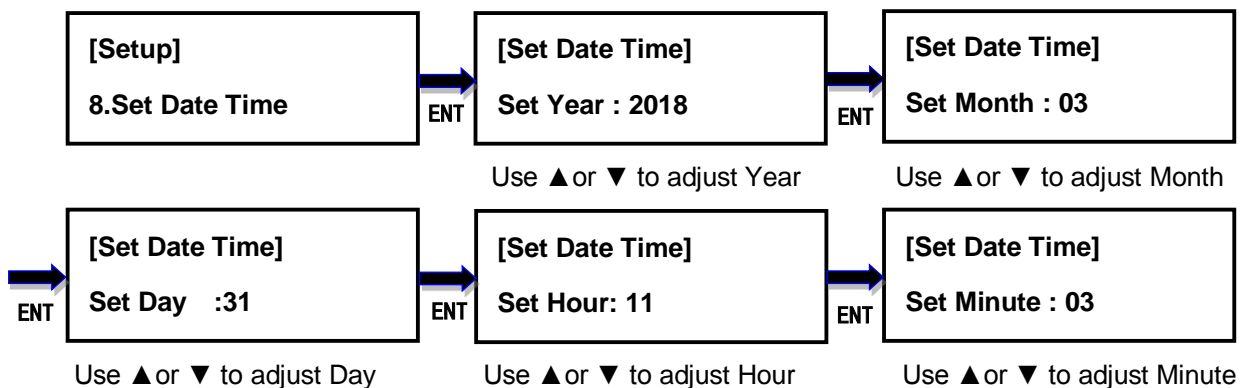 [Setup]
8.Set Date Time
ENT
[Set Date Time]
Set Year : 2018
ENT
[Set Date Time]
Set Month : 03
Use ▲or ▼ to adjust Year
Use ▲or ▼ to adjust Month
ENT
[Set Date Time]
Set Day :31
ENT
[Set Date Time]
Set Hour: 11
ENT
[Set Date Time]
Set Minute : 03
Use ▲or ▼ to adjust Day
Use ▲or ▼ to adjust Hour
Use ▲or ▼ to adjust Minute